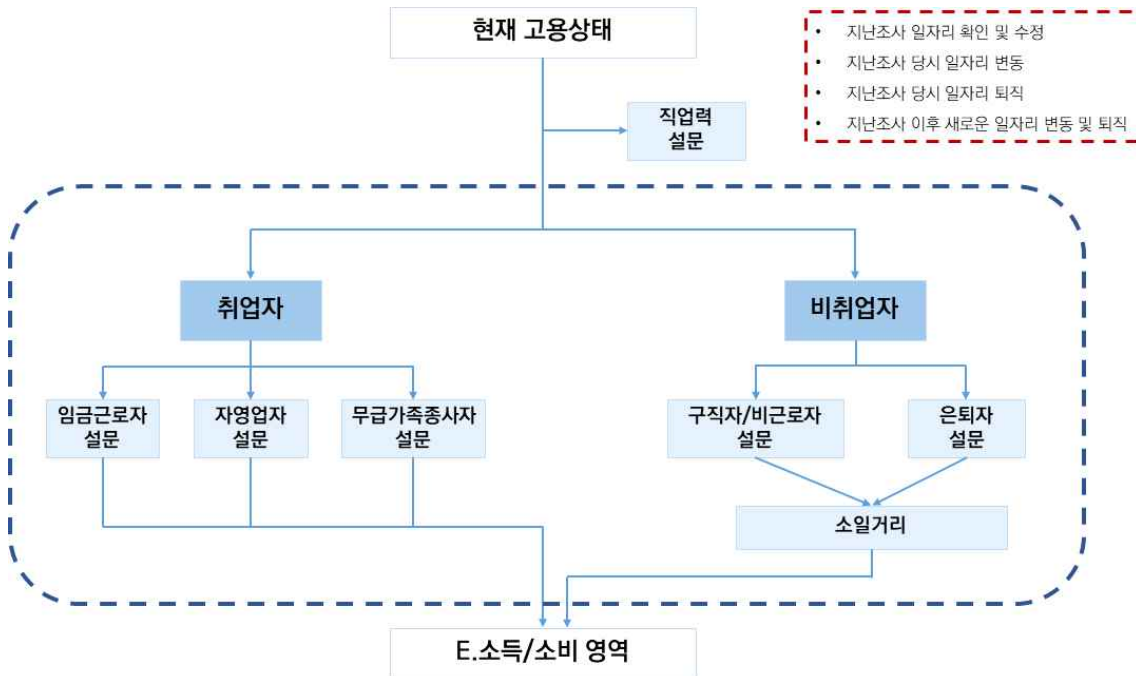 현재 고용상태
• 지난조사 일자리 확인 및 수정
• 지난조사 당시 일자리 변동
• 지난조사 당시 일자리 퇴직
• 지난조사 이후 새로운 일자리 변동 및 퇴직
직업력
설문
취업자
비취업자
임금근로자
설문
자영업자
설문
무급가족종사자
설문
구직자/비근로자
설문
은퇴자
설문
소일거리
E.소득/소비 영역